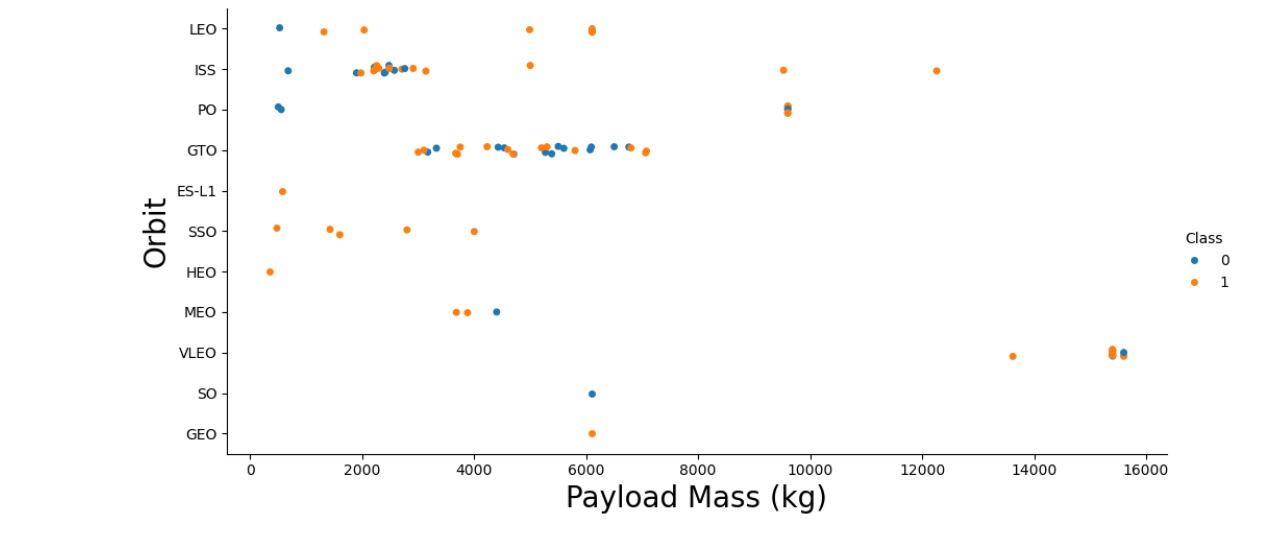 LEO
ISS
PO
GTO
ES-L1
SSO
HEO
MEO
VLEO
SO
GEO
Orbit
0 2000 4000 6000 8000 10000 12000 14000 16000
Payload Mass (kg)
Class
0
1